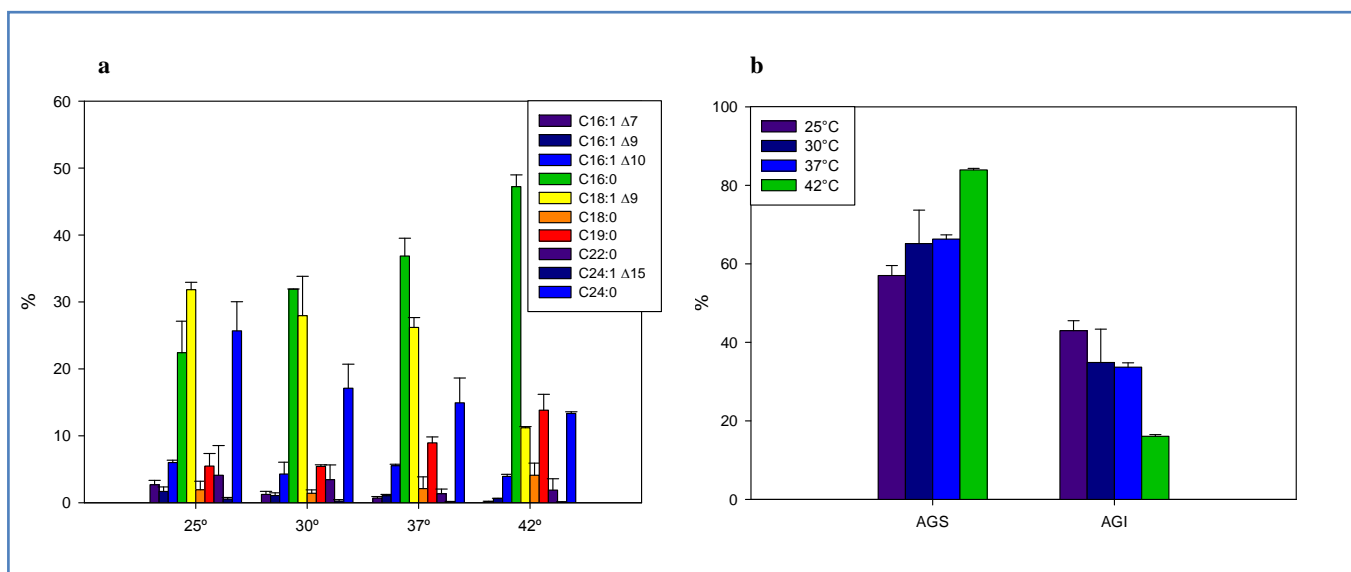 a
60
50
40
30
20
10
0
%
25º
30º
37º
42º
C16:1 Δ7
C16:1 Δ9
C16:1 Δ10
C16:0
C18:1 Δ9
C18:0
C19:0
C22:0
C24:1 Δ15
C24:0
b
100
80
60
40
20
0
%
AGS
AGI
25°C
30°C
37°C
42°C